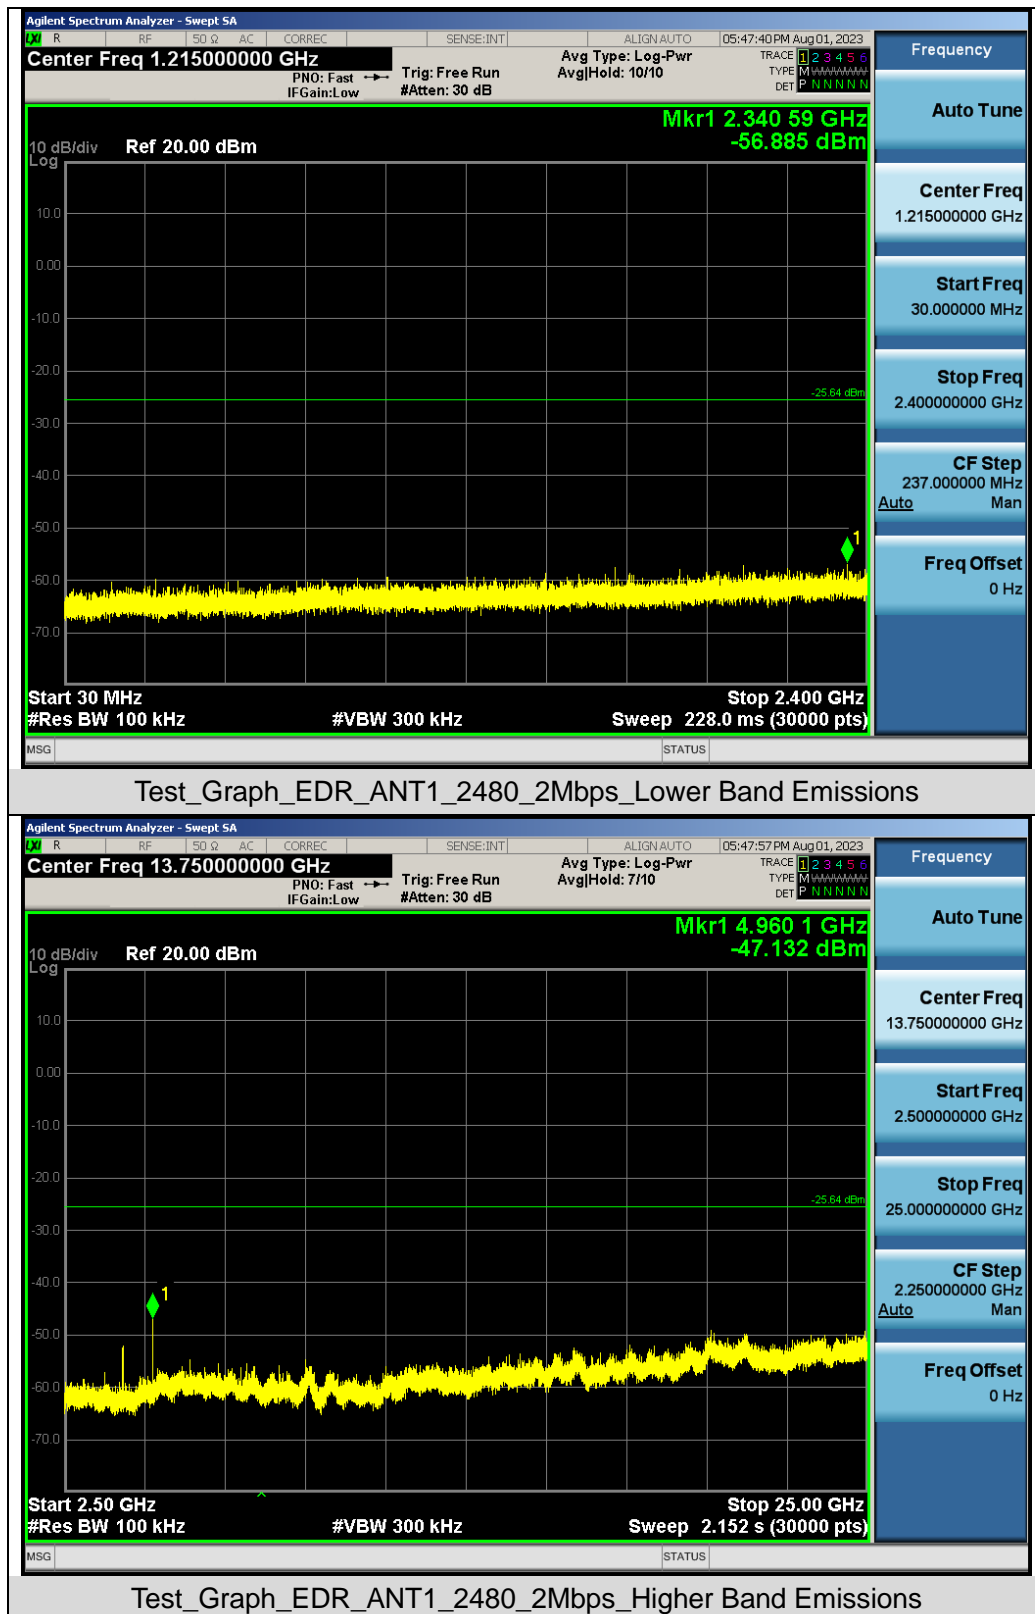 Agilent Spectrum Analyzer - Swept SA
LXI R RF 50 Ω AC CORREC SENSE:INT ALIGN AUTO 05:47:40 PM Aug 01, 2023
Center Freq 1.215000000 GHz
PNO: Fast
IFGain:Low
Trig: Free Run
#Atten: 30 dB
Avg Type: Log-Pwr
Avg|Hold: 10/10
TRACE 1 2 3 4 5 6
TYPE M
DET P N N N N N
Mkr1 2.340 59 GHz
-56.885 dBm
10 dB/div Ref 20.00 dBm
Log
10.0
0.00
-10.0
-20.0
-25.64 dBm
-30.0
-40.0
-50.0
1
-60.0
-70.0
Start 30 MHz Stop 2.400 GHz
#Res BW 100 kHz #VBW 300 kHz Sweep 228.0 ms (30000 pts)
MSG STATUS
Frequency
Auto Tune
Center Freq
1.215000000 GHz
Start Freq
30.000000 MHz
Stop Freq
2.400000000 GHz
CF Step
237.000000 MHz
Auto Man
Freq Offset
0 Hz
Test_Graph_EDR_ANT1_2480_2Mbps_Lower Band Emissions
Agilent Spectrum Analyzer - Swept SA
LXI R RF 50 Ω AC CORREC SENSE:INT ALIGN AUTO 05:47:57 PM Aug 01, 2023
Center Freq 13.750000000 GHz
PNO: Fast
IFGain:Low
Trig: Free Run
#Atten: 30 dB
Avg Type: Log-Pwr
Avg|Hold: 7/10
TRACE 1 2 3 4 5 6
TYPE M
DET P N N N N N
Mkr1 4.960 1 GHz
-47.132 dBm
10 dB/div Ref 20.00 dBm
Log
10.0
0.00
-10.0
-20.0
-25.64 dBm
-30.0
-40.0
1
-50.0
-60.0
-70.0
Start 2.50 GHz Stop 25.00 GHz
#Res BW 100 kHz #VBW 300 kHz Sweep 2.152 s (30000 pts)
MSG STATUS
Frequency
Auto Tune
Center Freq
13.750000000 GHz
Start Freq
2.500000000 GHz
Stop Freq
25.000000000 GHz
CF Step
2.250000000 GHz
Auto Man
Freq Offset
0 Hz
Test_Graph_EDR_ANT1_2480_2Mbps_Higher Band Emissions